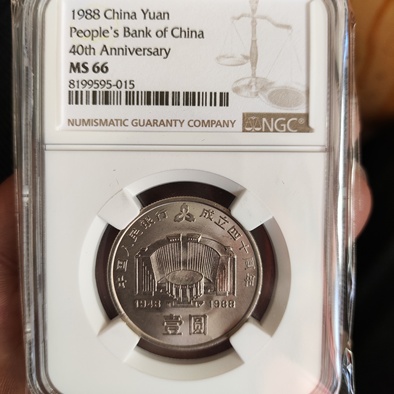 1988 China Yuan
People's Bank of China
40th Anniversary
MS 66
8199595-015
NUMISMATIC GUARANTY COMPANY NGC
中国人民银行 成立四十周年
1948 1988
壹圆